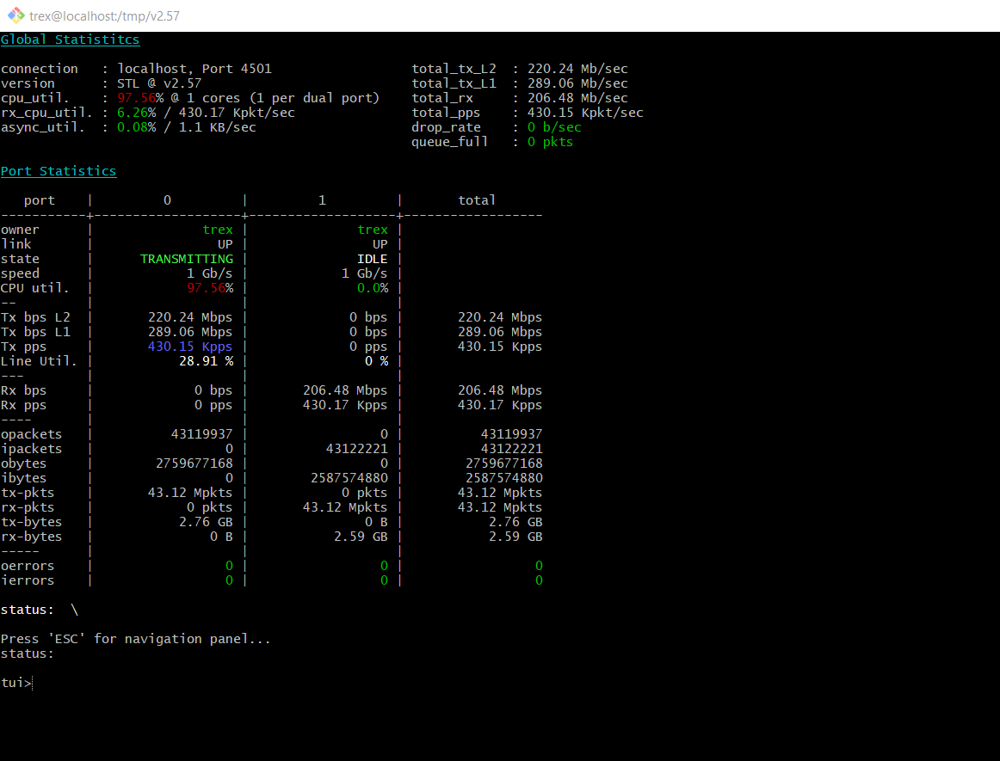 trex@localhost:/tmp/v2.57
Global Statistitcs
connection   : localhost, Port 4501                  total_tx_L2  : 220.24 Mb/sec
version      : STL @ v2.57                           total_tx_L1  : 289.06 Mb/sec
cpu_util.    : 97.56% @ 1 cores (1 per dual port)    total_rx     : 206.48 Mb/sec
rx_cpu_util. : 6.26% / 430.17 Kpkt/sec               total_pps    : 430.15 Kpkt/sec
async_util.  : 0.08% / 1.1 KB/sec                    drop_rate    : 0 b/sec
                                                     queue_full   : 0 pkts
Port Statistics
   port    |         0         |         1         |       total
-----------+-------------------+-------------------+------------------
owner      |              trex |              trex |
link       |                UP |                UP |
state      |      TRANSMITTING |              IDLE |
speed      |            1 Gb/s |            1 Gb/s |
CPU util.  |            97.56% |              0.0% |
--         |                   |                   |
Tx bps L2  |       220.24 Mbps |             0 bps |       220.24 Mbps
Tx bps L1  |       289.06 Mbps |             0 bps |       289.06 Mbps
Tx pps     |       430.15 Kpps |             0 pps |       430.15 Kpps
Line Util. |           28.91 % |               0 % |
---        |                   |                   |
Rx bps     |             0 bps |       206.48 Mbps |       206.48 Mbps
Rx pps     |             0 pps |       430.17 Kpps |       430.17 Kpps
----       |                   |                   |
opackets   |          43119937 |                 0 |          43119937
ipackets   |                 0 |          43122221 |          43122221
obytes     |        2759677168 |                 0 |        2759677168
ibytes     |                 0 |        2587574880 |        2587574880
tx-pkts    |       43.12 Mpkts |            0 pkts |       43.12 Mpkts
rx-pkts    |            0 pkts |       43.12 Mpkts |       43.12 Mpkts
tx-bytes   |           2.76 GB |               0 B |           2.76 GB
rx-bytes   |               0 B |           2.59 GB |           2.59 GB
-----      |                   |                   |
oerrors    |                 0 |                 0 |                 0
ierrors    |                 0 |                 0 |                 0
status:  \
Press 'ESC' for navigation panel...
status:
tui>